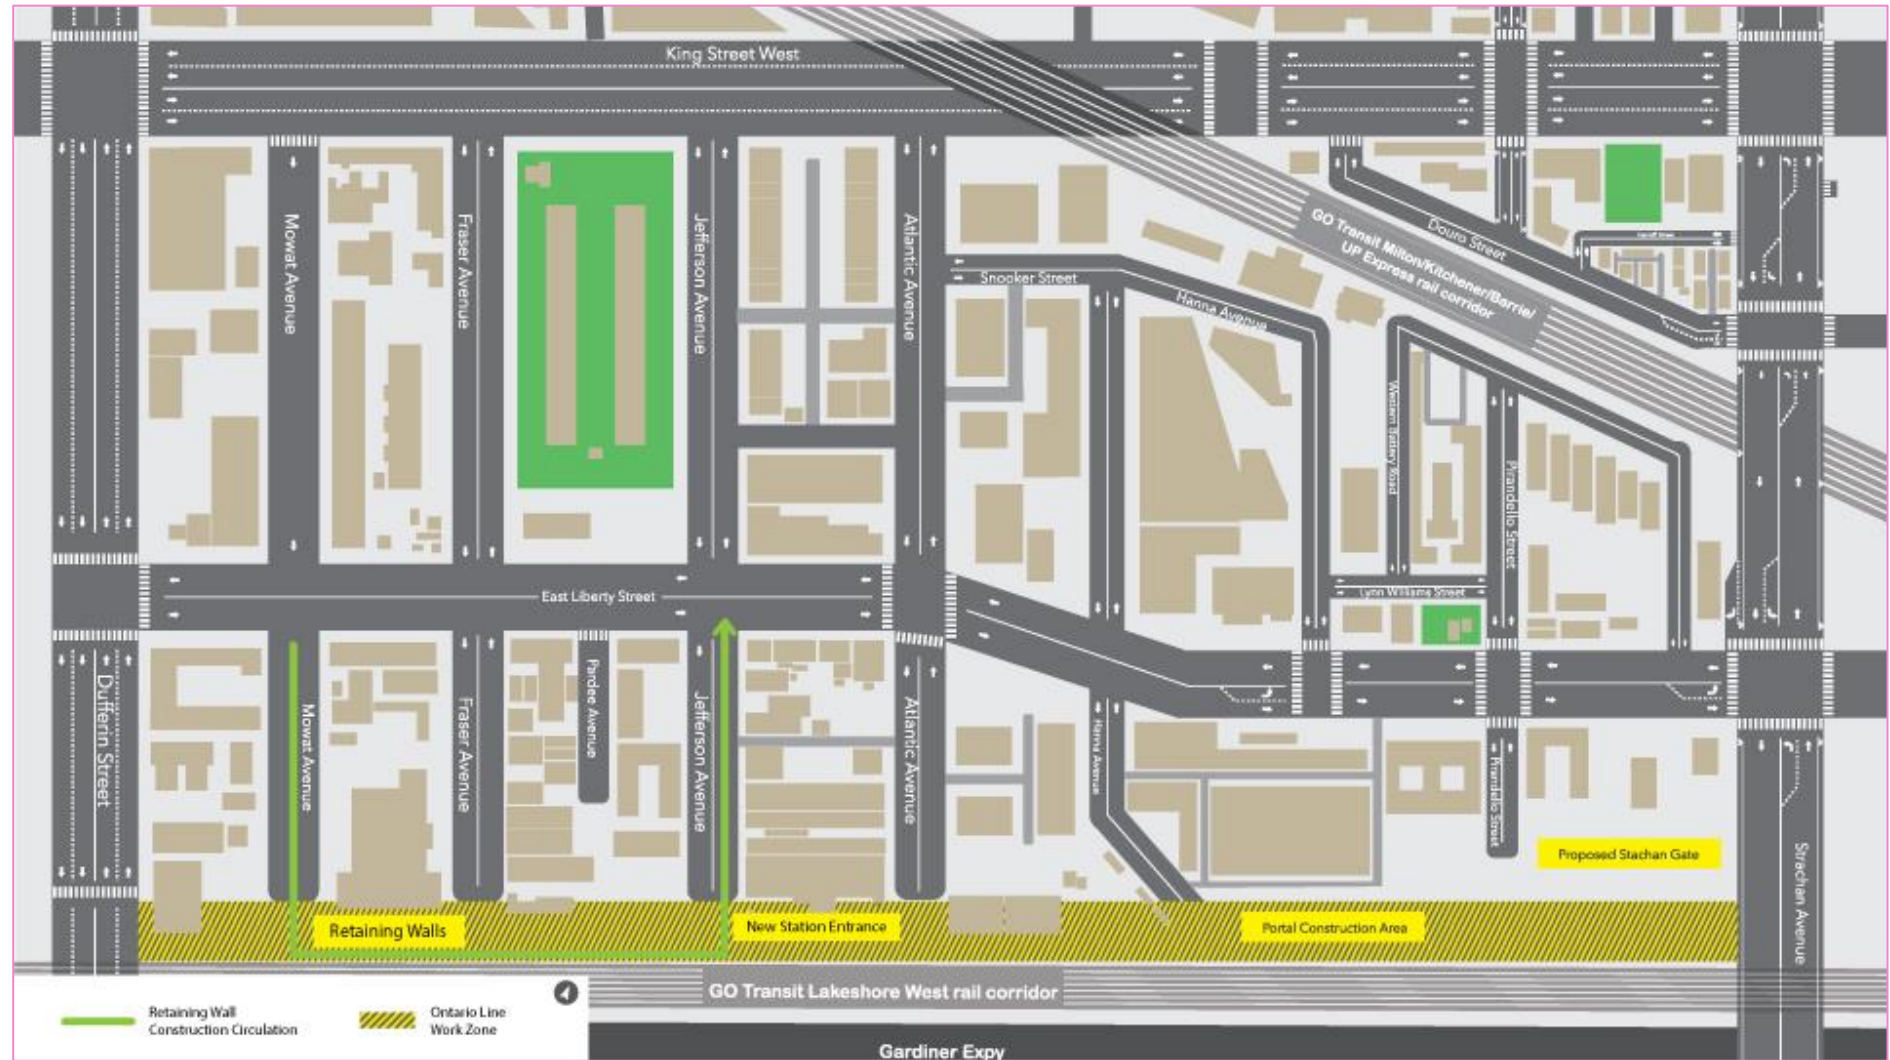 King Street West
Mowat Avenue
Fraser Avenue
Jefferson Avenue
Atlantic Avenue
Snooker Street
Hanna Avenue
GO Transit Milton/Kitchener/Barrie/
UP Express rail corridor
Douro Street
Western Battery Road
Pirandello Street
East Liberty Street
Lynn Williams Street
Dufferin Street
Mowat Avenue
Fraser Avenue
Pardee Avenue
Jefferson Avenue
Atlantic Avenue
Hanna Avenue
Pirandello Street
Proposed Stachan Gate
Strachan Avenue
Retaining Walls
New Station Entrance
Portal Construction Area
GO Transit Lakeshore West rail corridor
Retaining Wall
Construction Circulation
Ontario Line
Work Zone
Gardiner Expy